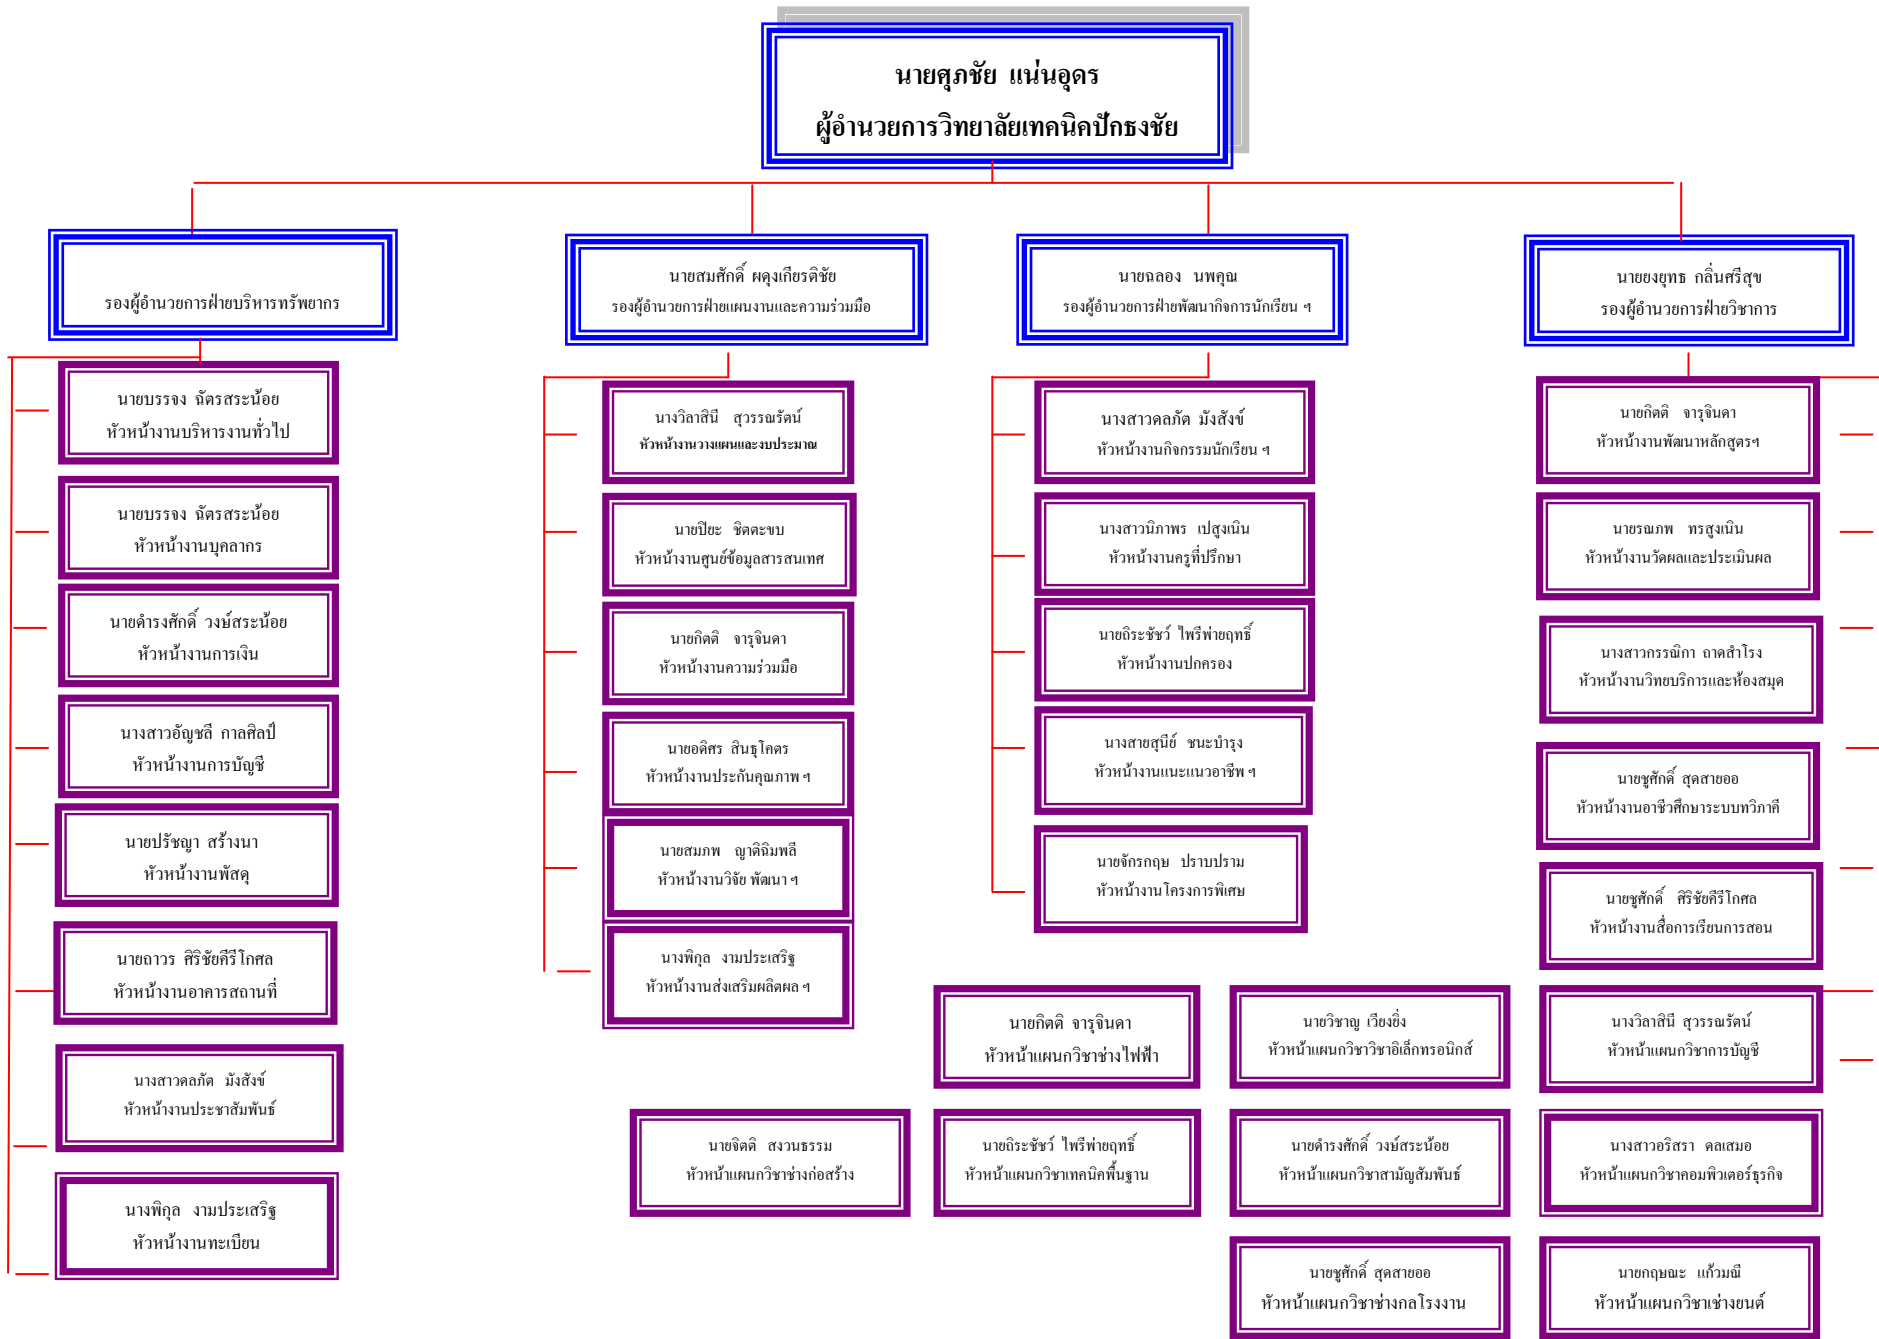 นายศุภชัย แน่นอุดร
ผู้อำนวยการวิทยาลัยเทคนิคปักธงชัย
รองผู้อำนวยการฝ่ายบริหารทรัพยากร
นายสมศักดิ์ ผดุงเกียรติชัย
รองผู้อำนวยการฝ่ายแผนงานและความร่วมมือ
นายฉลอง นพคุณ
รองผู้อำนวยการฝ่ายพัฒนากิจการนักเรียน ฯ
นายยงยุทธ กลิ่นศรีสุข
รองผู้อำนวยการฝ่ายวิชาการ
นายบรรจง ฉัตรสระน้อย
หัวหน้างานบริหารงานทั่วไป
นายบรรจง ฉัตรสระน้อย
หัวหน้างานบุคลากร
นายดำรงศักดิ์ วงษ์สระน้อย
หัวหน้างานการเงิน
นางสาวอัญชลี กาลศิลป์
หัวหน้างานการบัญชี
นายปรัชญา สร้างนา
หัวหน้างานพัสดุ
นายถาวร ศิริชัยคีรีโกศล
หัวหน้างานอาคารสถานที่
นางสาวดลภัต มังสังข์
หัวหน้างานประชาสัมพันธ์
นางพิกุล งามประเสริฐ
หัวหน้างานทะเบียน
นางวิลาสินี สุวรรณรัตน์
หัวหน้างานวางแผนและงบประมาณ
นายปิยะ ชิตตะขบ
หัวหน้างานศูนย์ข้อมูลสารสนเทศ
นายกิตติ จารุจินดา
หัวหน้างานความร่วมมือ
นายอดิศร สินธุโคตร
หัวหน้างานประกันคุณภาพ ฯ
นายสมภพ ญาติฉิมพลี
หัวหน้างานวิจัย พัฒนา ฯ
นางพิกุล งามประเสริฐ
หัวหน้างานส่งเสริมผลิตผล ฯ
นางสาวดลภัต มังสังข์
หัวหน้างานกิจกรรมนักเรียน ฯ
นางสาวนิภาพร เปสูงเนิน
หัวหน้างานครูที่ปรึกษา
นายถิระชัชว์ ไพรีพ่ายฤทธิ์
หัวหน้างานปกครอง
นางสายสุนีย์ ชนะบำรุง
หัวหน้างานแนะแนวอาชีพ ฯ
นายจักรกฤษ ปราบปราม
หัวหน้างานโครงการพิเศษ
นายกิตติ จารุจินดา
หัวหน้างานพัฒนาหลักสูตรฯ
นายรณภพ ทรสูงเนิน
หัวหน้างานวัดผลและประเมินผล
นางสาวกรรณิกา ถาดสำโรง
หัวหน้างานวิทยบริการและห้องสมุด
นายชูศักดิ์ สุดสายออ
หัวหน้างานอาชีวศึกษาระบบทวิภาคี
นายชูศักดิ์ ศิริชัยคีรีโกศล
หัวหน้างานสื่อการเรียนการสอน
นายกิตติ จารุจินดา
หัวหน้าแผนกวิชาช่างไฟฟ้า
นายวิชาญ เวียงยิ่ง
หัวหน้าแผนกวิชาวิชาอิเล็กทรอนิกส์
นางวิลาสินี สุวรรณรัตน์
หัวหน้าแผนกวิชาการบัญชี
นายจิตติ สงวนธรรม
หัวหน้าแผนกวิชาช่างก่อสร้าง
นายถิระชัชว์ ไพรีพ่ายฤทธิ์
หัวหน้าแผนกวิชาเทคนิคพื้นฐาน
นายดำรงศักดิ์ วงษ์สระน้อย
หัวหน้าแผนกวิชาสามัญสัมพันธ์
นางสาวอริสรา ดลเสมอ
หัวหน้าแผนกวิชาคอมพิวเตอร์ธุรกิจ
นายชูศักดิ์ สุดสายออ
หัวหน้าแผนกวิชาช่างกลโรงงาน
นายกฤษณะ แก้วมณี
หัวหน้าแผนกวิชาเช่างยนต์